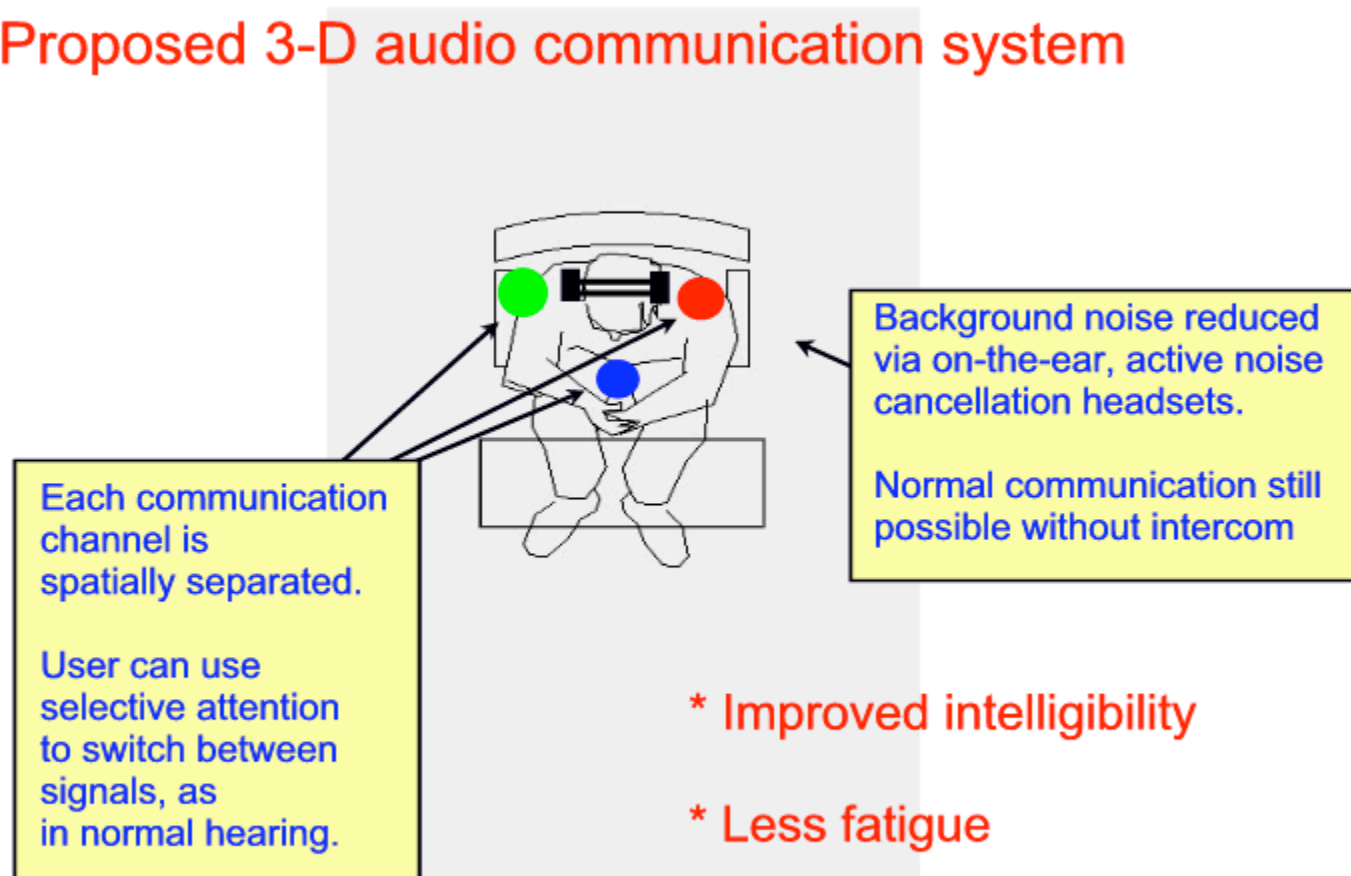 Proposed 3-D audio communication system
Background noise reduced
via on-the-ear, active noise
cancellation headsets.
Normal communication still
possible without intercom
Each communication
channel is
spatially separated.
User can use
selective attention
to switch between
signals, as
in normal hearing.
* Improved intelligibility
* Less fatigue